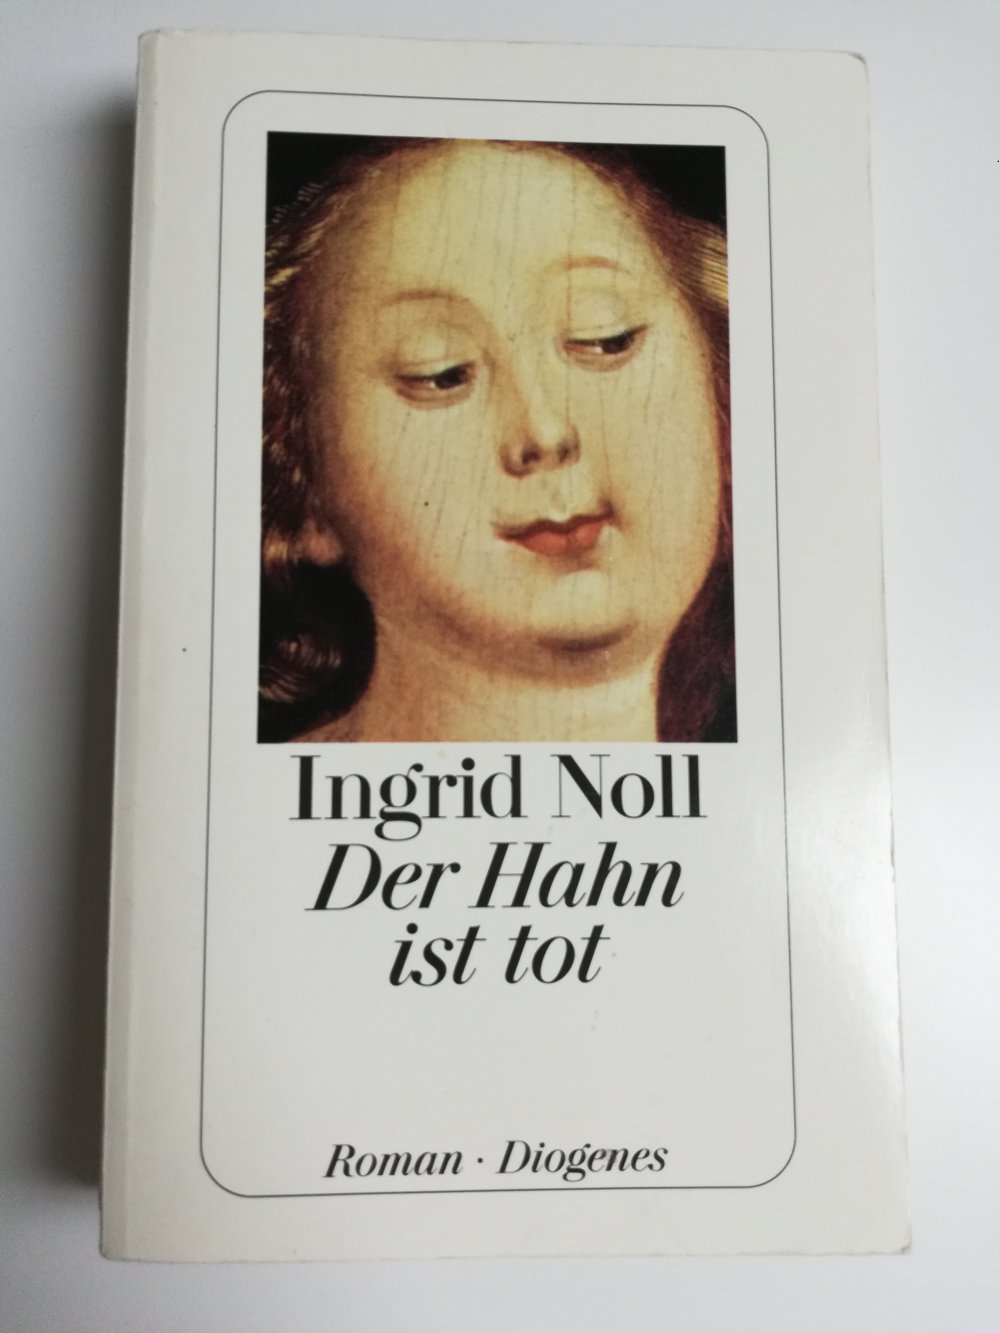 Ingrid Noll
Der Hahn
ist tot
Roman · Diogenes